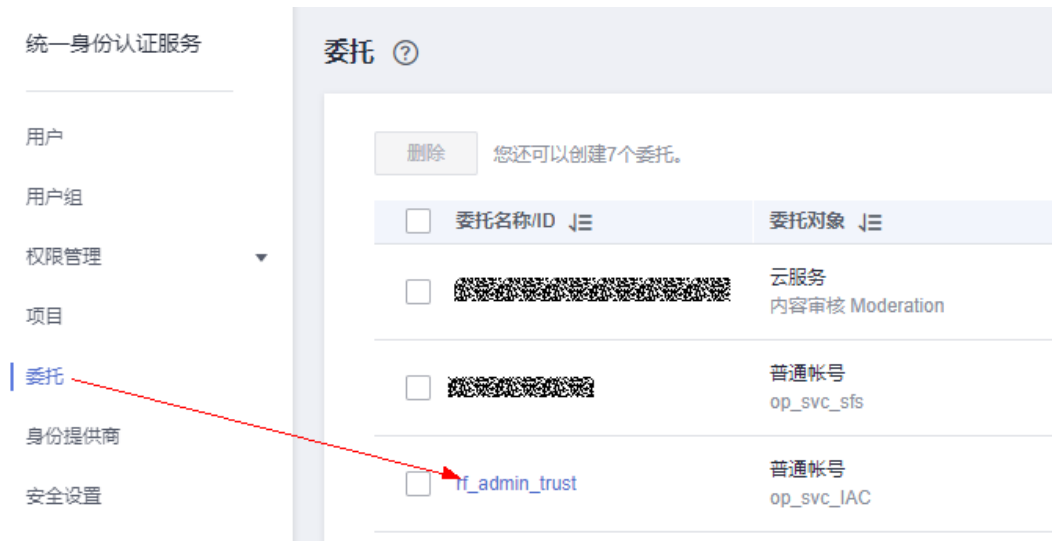 统一身份认证服务
用户
用户组
权限管理
项目
委托
身份提供商
安全设置
委托 ?
删除 您还可以创建7个委托。
委托名称/ID 委托对象
云服务
内容审核 Moderation
普通帐号
op_svc_sfs
rf_admin_trust
普通帐号
op_svc_IAC